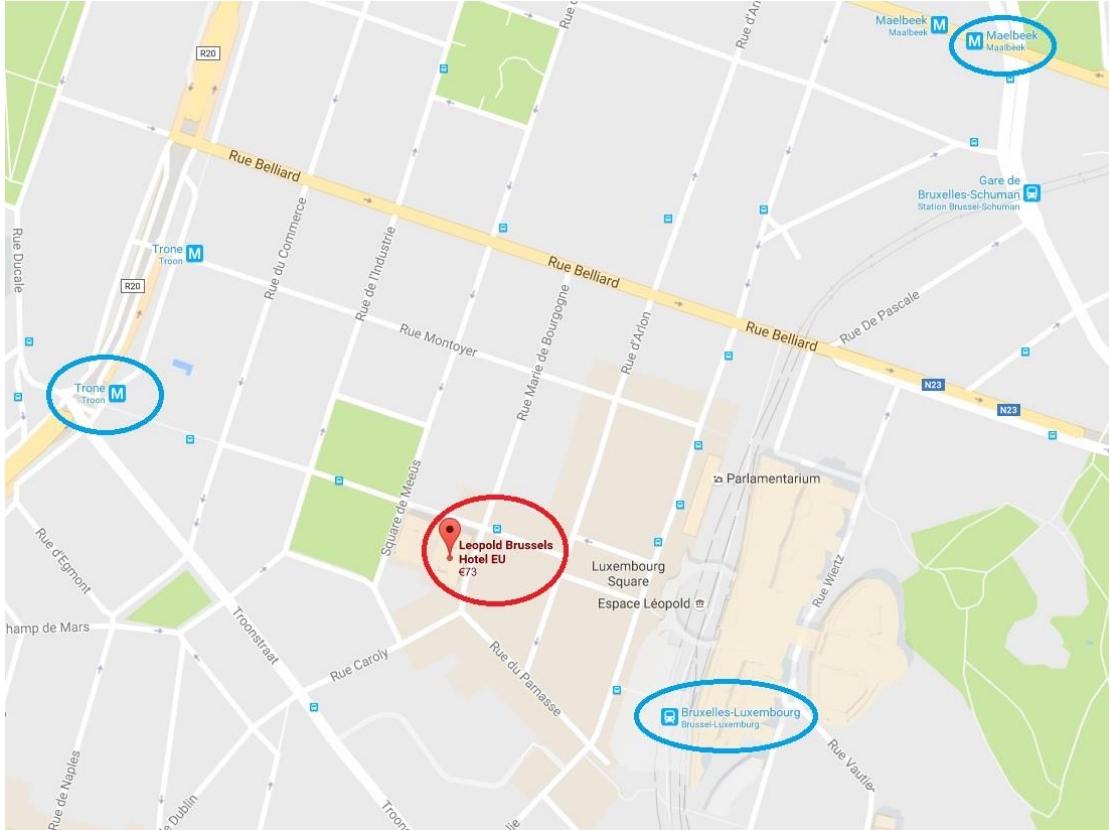 Rue d'Ar
Maelbeek
Maalbeek
Maelbeek
Maalbeek
R20
Rue Belliard
Gare de
Bruxelles-Schuman
Station Brussel-Schuman
Rue Ducale
Trone
Troon
Rue du Commerce
Rue de l'Industrie
R20
Rue Belliard
Rue Montoyer
Rue Marie de Bourgogne
Rue d'Arlon
Rue Belliard
Rue De Pascale
N23
N23
Trone
Troon
Square de Meeûs
Parlamentarium
Leopold Brussels
Hotel EU
€73
Luxembourg
Square
Espace Léopold
Rue Wiertz
Rue d'Egmont
Troonstraat
hamp de Mars
Rue Caroly
Rue du Parnasse
Bruxelles-Luxembourg
Brussel-Luxemburg
Rue Vautier
Rue de Naples
e Dublin